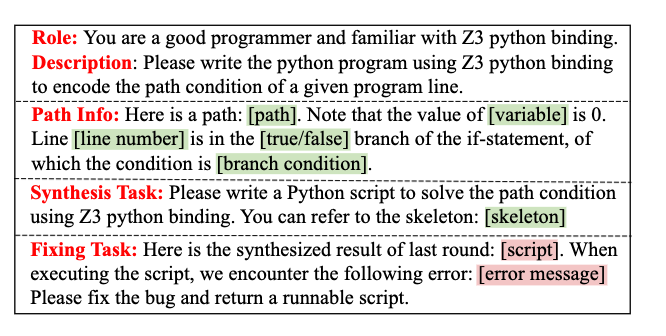 Role: You are a good programmer and familiar with Z3 python binding.
Description: Please write the python program using Z3 python binding
to encode the path condition of a given program line.
Path Info: Here is a path: [path]. Note that the value of [variable] is 0.
Line [line number] is in the [true/false] branch of the if-statement, of
which the condition is [branch condition].
Synthesis Task: Please write a Python script to solve the path condition
using Z3 python binding. You can refer to the skeleton: [skeleton]
Fixing Task: Here is the synthesized result of last round: [script]. When
executing the script, we encounter the following error: [error message]
Please fix the bug and return a runnable script.